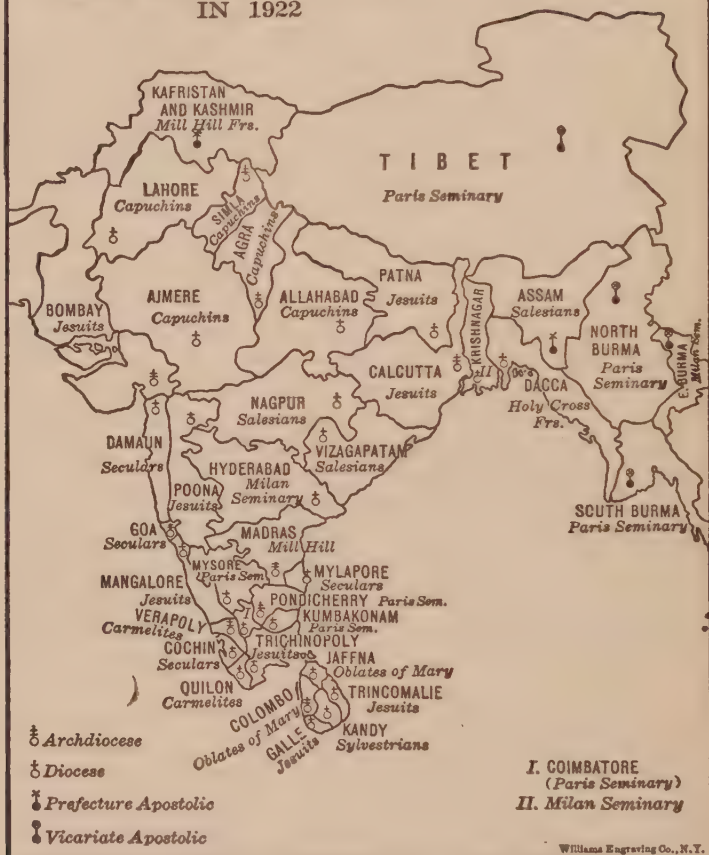 IN 1922
KAFRISTAN
AND KASHMIR
Mill Hill Frs.
TIBET
Paris Seminary
LAHORE
Capuchins
SIMLA
Capuchins
AGRA
Capuchins
BOMBAY
Jesuits
AJMERE
Capuchins
ALLAHABAD
Capuchins
PATNA
Jesuits
KRISHNAGAR
II
ASSAM
Salesians
NORTH
BURMA
Paris
Seminary
E. BURMA
Milan Sem.
CALCUTTA
Jesuits
DACCA
Holy Cross
Frs.
NAGPUR
Salesians
VIZAGAPATAM
Salesians
DAMAUN
Seculars
HYDERABAD
Milan
Seminary
POONA
Jesuits
SOUTH BURMA
Paris Seminary
GOA
Seculars
MADRAS
Mill Hill
MYSORE
Paris Sem.
MYLAPORE
Seculars
MANGALORE
Jesuits
PONDICHERRY Paris Sem.
VERAPOLY
Carmelites
I
KUMBAKONAM
Paris Sem.
COCHIN
Seculars
TRICHINOPOLY
Jesuits
JAFFNA
Oblates of Mary
QUILON
Carmelites
TRINCOMALIE
Jesuits
COLOMBO
Oblates of Mary
GALLE
Jesuits
KANDY
Sylvestrians
Archdiocese
Diocese
Prefecture Apostolic
Vicariate Apostolic
I. COIMBATORE
(Paris Seminary)
II. Milan Seminary
Williams Engraving Co., N.Y.